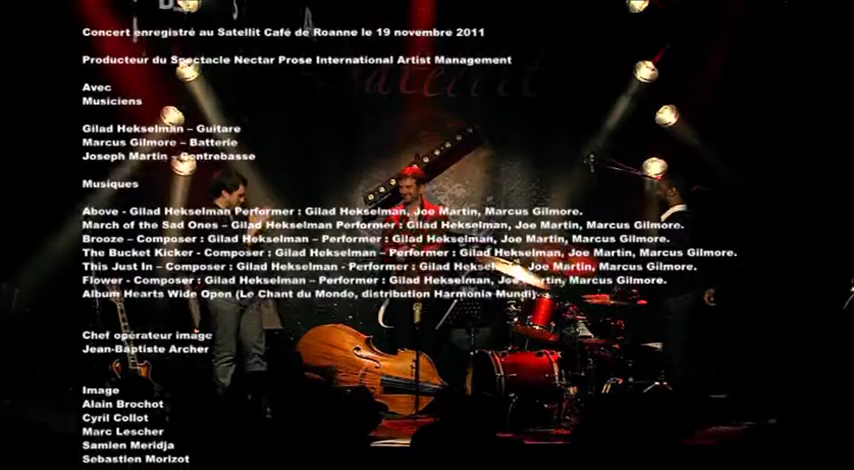 Concert enregistré au Satellit Café de Roanne le 19 novembre 2011
Producteur du Spectacle Nectar Prose International Artist Management
Avec
Musiciens
Gilad Hekselman – Guitare
Marcus Gilmore – Batterie
Joseph Martin – Contrebasse
Musiques
Above - Gilad Hekselman Performer : Gilad Hekselman, Joe Martin, Marcus Gilmore.
March of the Sad Ones – Gilad Hekselman Performer : Gilad Hekselman, Joe Martin, Marcus Gilmore.
Brooze – Composer : Gilad Hekselman – Performer : Gilad Hekselman, Joe Martin, Marcus Gilmore.
The Bucket Kicker - Composer : Gilad Hekselman – Performer : Gilad Hekselman, Joe Martin, Marcus Gilmore.
This Just In – Composer : Gilad Hekselman - Performer : Gilad Hekselman, Joe Martin, Marcus Gilmore.
Flower - Composer : Gilad Hekselman – Performer : Gilad Hekselman, Joe Martin, Marcus Gilmore.
Album Hearts Wide Open (Le Chant du Monde, distribution Harmonia Mundi).
Chef opérateur image
Jean-Baptiste Archer
Image
Alain Brochot
Cyril Collot
Marc Lescher
Samien Meridja
Sebastien Morizot